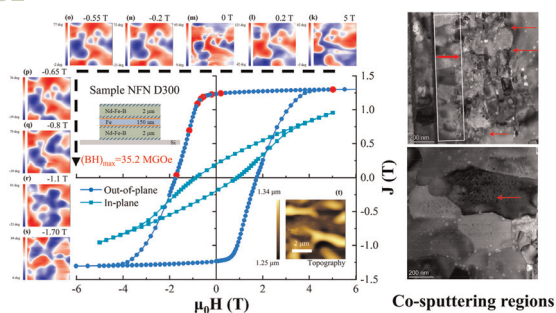 (o) -0.55 T
(n) -0.2 T
(m) 0 T
(l) 0.2 T
(k) 5 T
(p) -0.65 T
(q) -0.8 T
(r) -1.1 T
(s) -1.70 T
Sample NFN D300
Nd-Fe-B 2 μm
Fe 150 nm
Nd-Fe-B 2 μm
Si
(BH)max=35.2 MGOe
Out-of-plane
In-plane
1.34 μm
1.25 μm
(t)
2 μm
Topography
1.5
1.0
0.5
0.0
-0.5
-1.0
-1.5
J (T)
-6 -4 -2 0 2 4 6
μ0H (T)
200 nm
200 nm
Co-sputtering regions